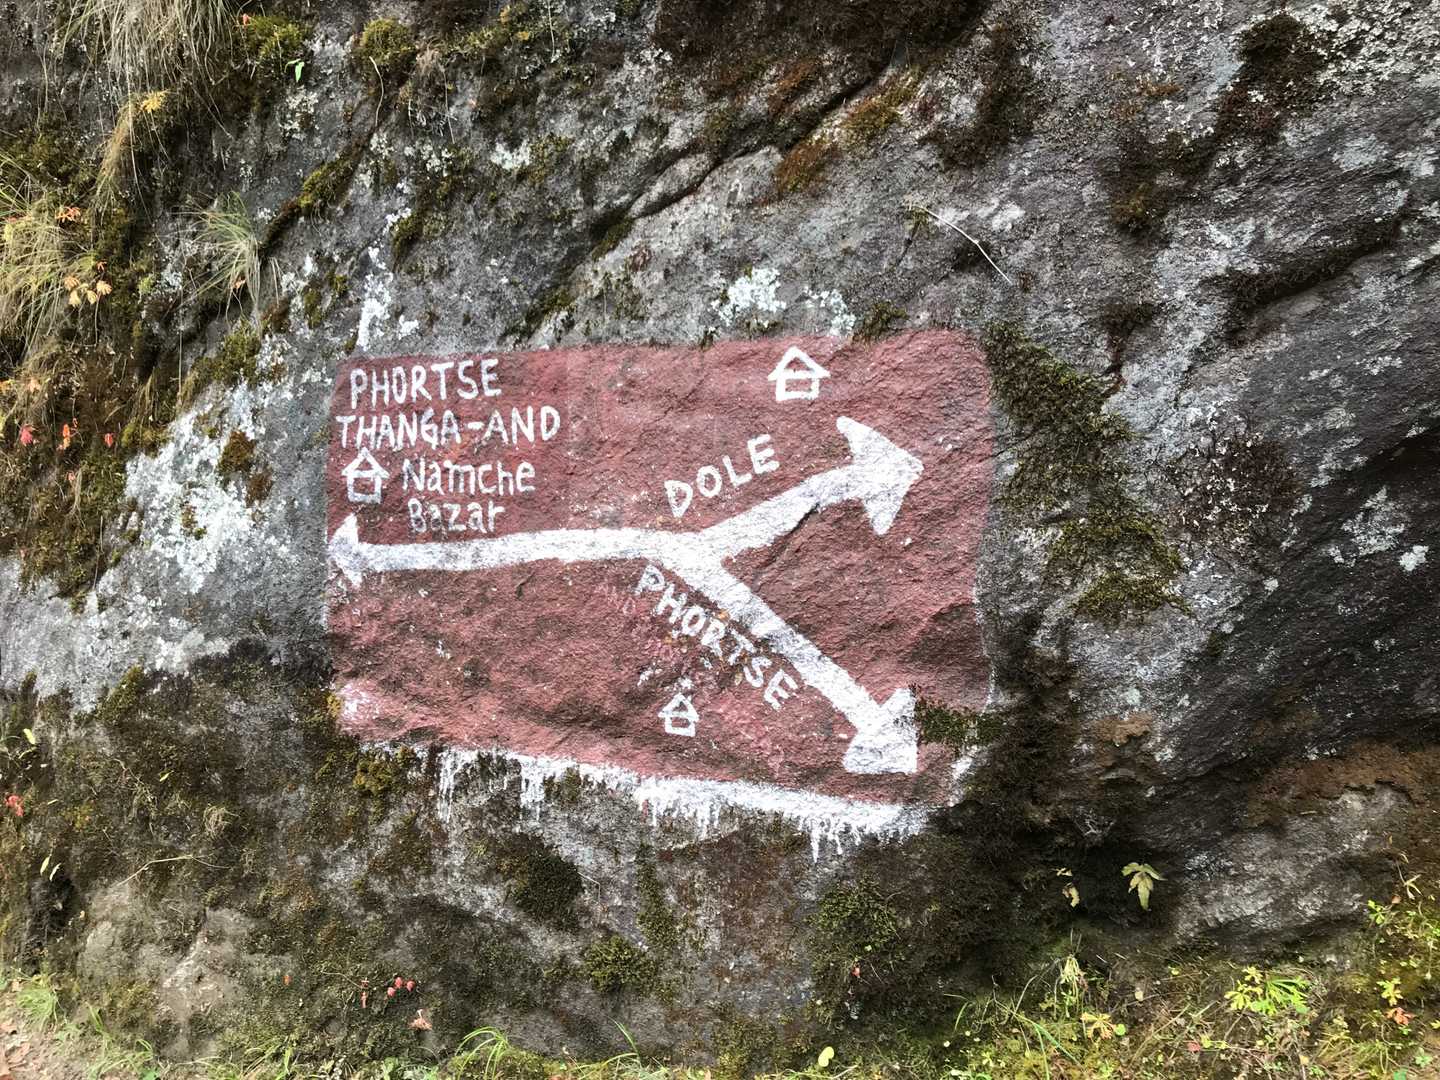 PHORTSE
THANGA-AND
Namche
Bazar
DOLE
PHORTSE